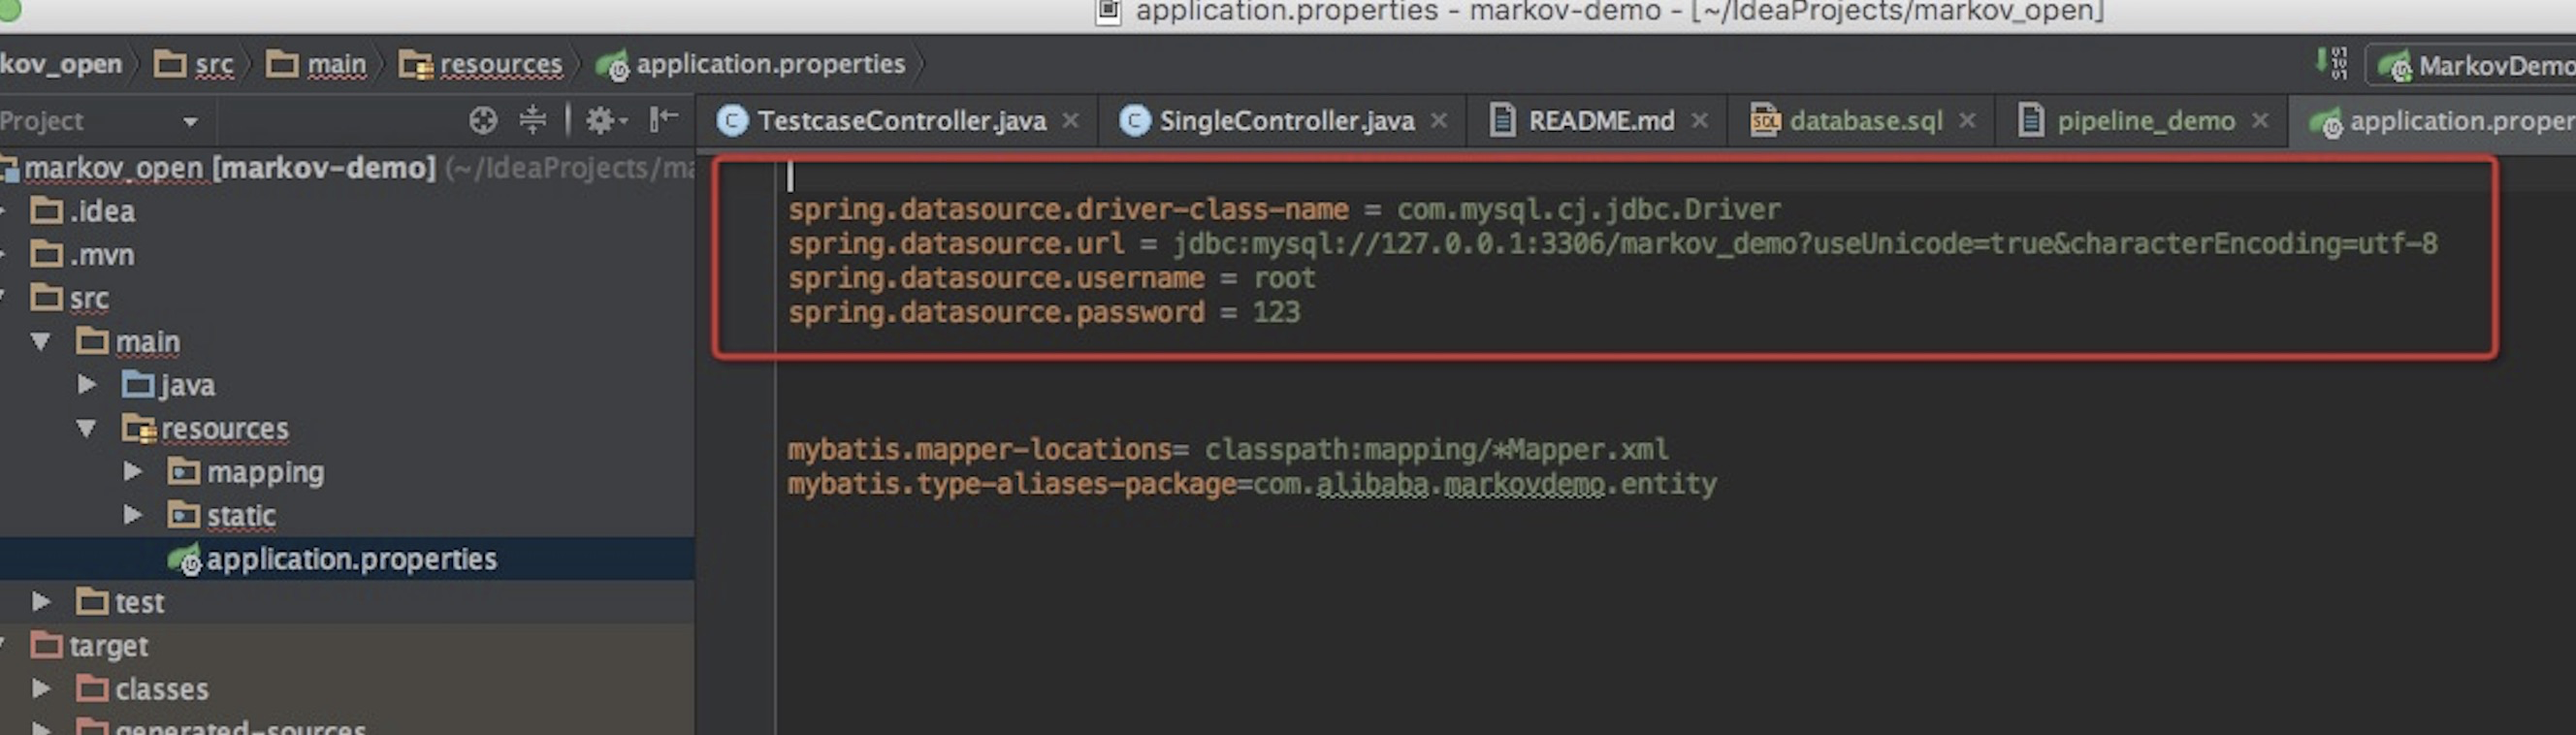 application.properties - markov-demo - [~/IdeaProjects/markov_open]
kov_open src main resources application.properties MarkovDemo
Project
TestcaseController.java SingleController.java README.md database.sql pipeline_demo application.proper
markov_open [markov-demo] (~/IdeaProjects/ma
.idea
.mvn
src
main
java
resources
mapping
static
application.properties
test
target
classes
generated-sources
spring.datasource.driver-class-name = com.mysql.cj.jdbc.Driver
spring.datasource.url = jdbc:mysql://127.0.0.1:3306/markov_demo?useUnicode=true&characterEncoding=utf-8
spring.datasource.username = root
spring.datasource.password = 123
mybatis.mapper-locations= classpath:mapping/*Mapper.xml
mybatis.type-aliases-package=com.alibaba.markovdemo.entity